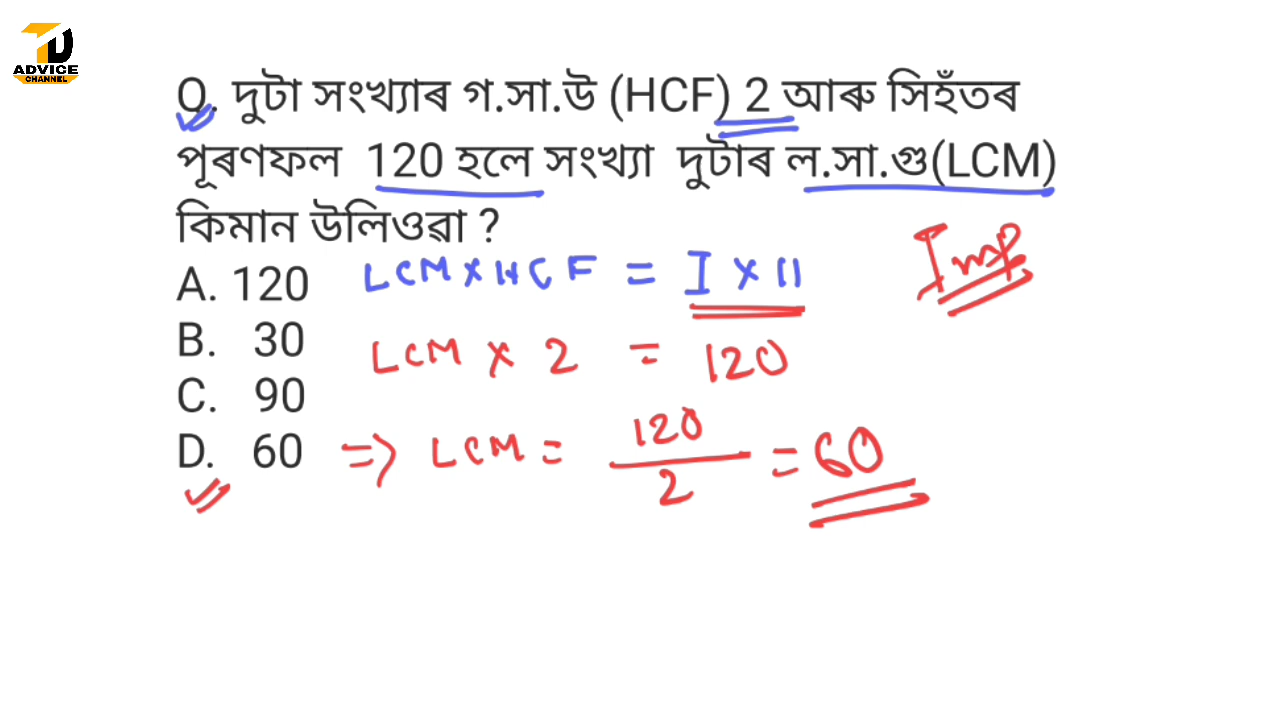 TD
ADVICE
CHANNEL
Q. দুটা সংখ্যাৰ গ.সা.উ (HCF) 2 আৰু সিহঁতৰ
পূৰণফল 120 হলে সংখ্যা দুটাৰ ল.সা.গু(LCM)
কিমান উলিওৱা ?
Imp
A. 120
LCM × HCF = I × II
B. 30
LCM × 2 = 120
C. 90
D. 60
=> LCM = 120/2 = 60